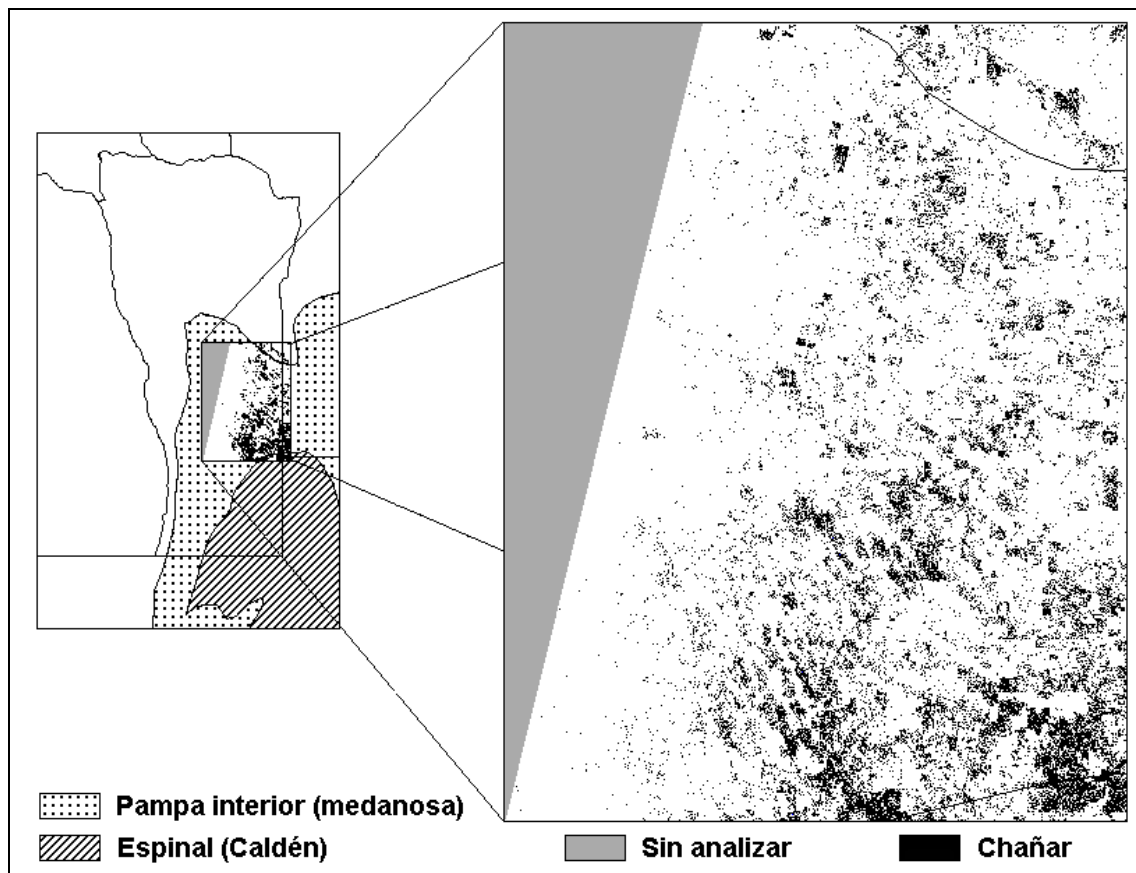 Pampa interior (medanosa)
Espinal (Caldén)
Sin analizar
Chañar